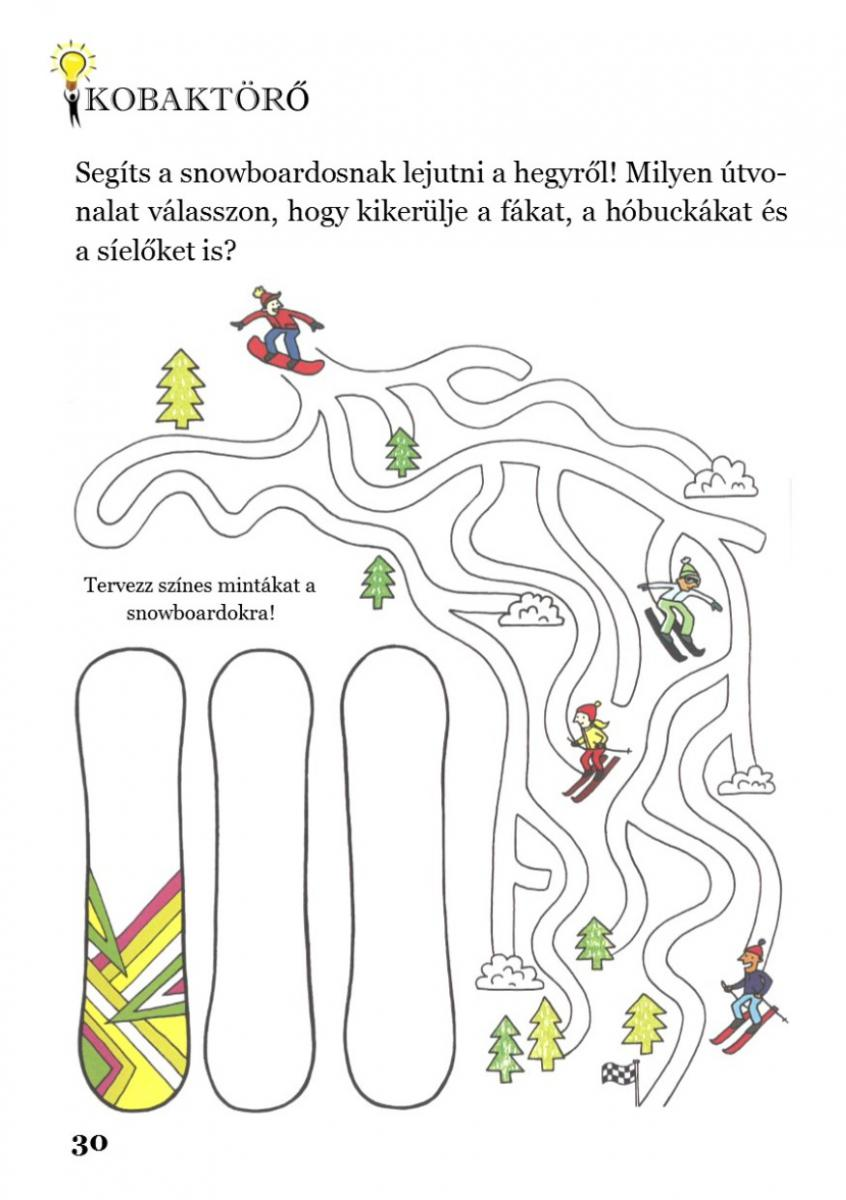 KOBAKTÖRŐ
Segíts a snowboardosnak lejutni a hegyről! Milyen útvo-
nalat válasszon, hogy kikerülje a fákat, a hóbuckákat és
a síelőket is?
Tervezz színes mintákat a
snowboardokra!
30